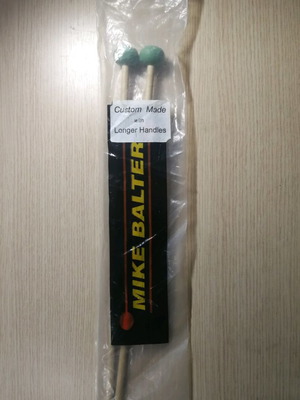 Custom Made
with
Longer Handles
MIKE BALTER